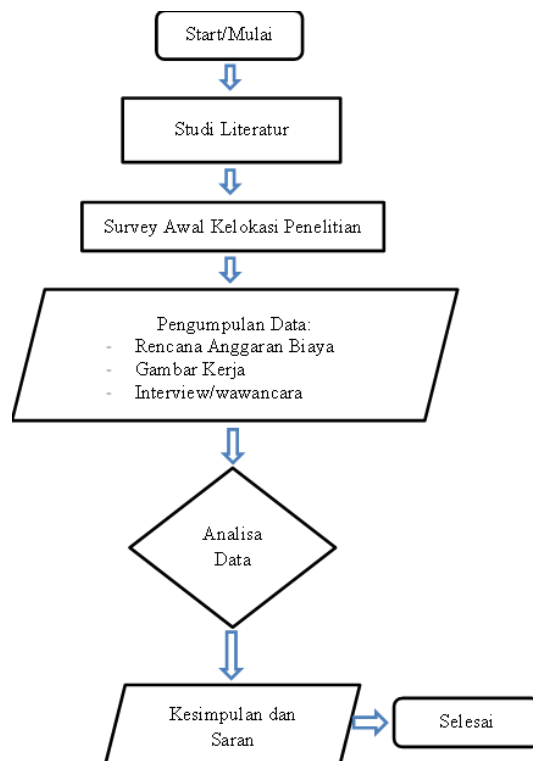 Start/Mulai
Studi Literatur
Survey Awal Kelokasi Penelitian
Pengumpulan Data:
- Rencana Anggaran Biaya
- Gambar Kerja
- Interview/wawancara
Analisa
Data
Kesimpulan dan
Saran
Selesai